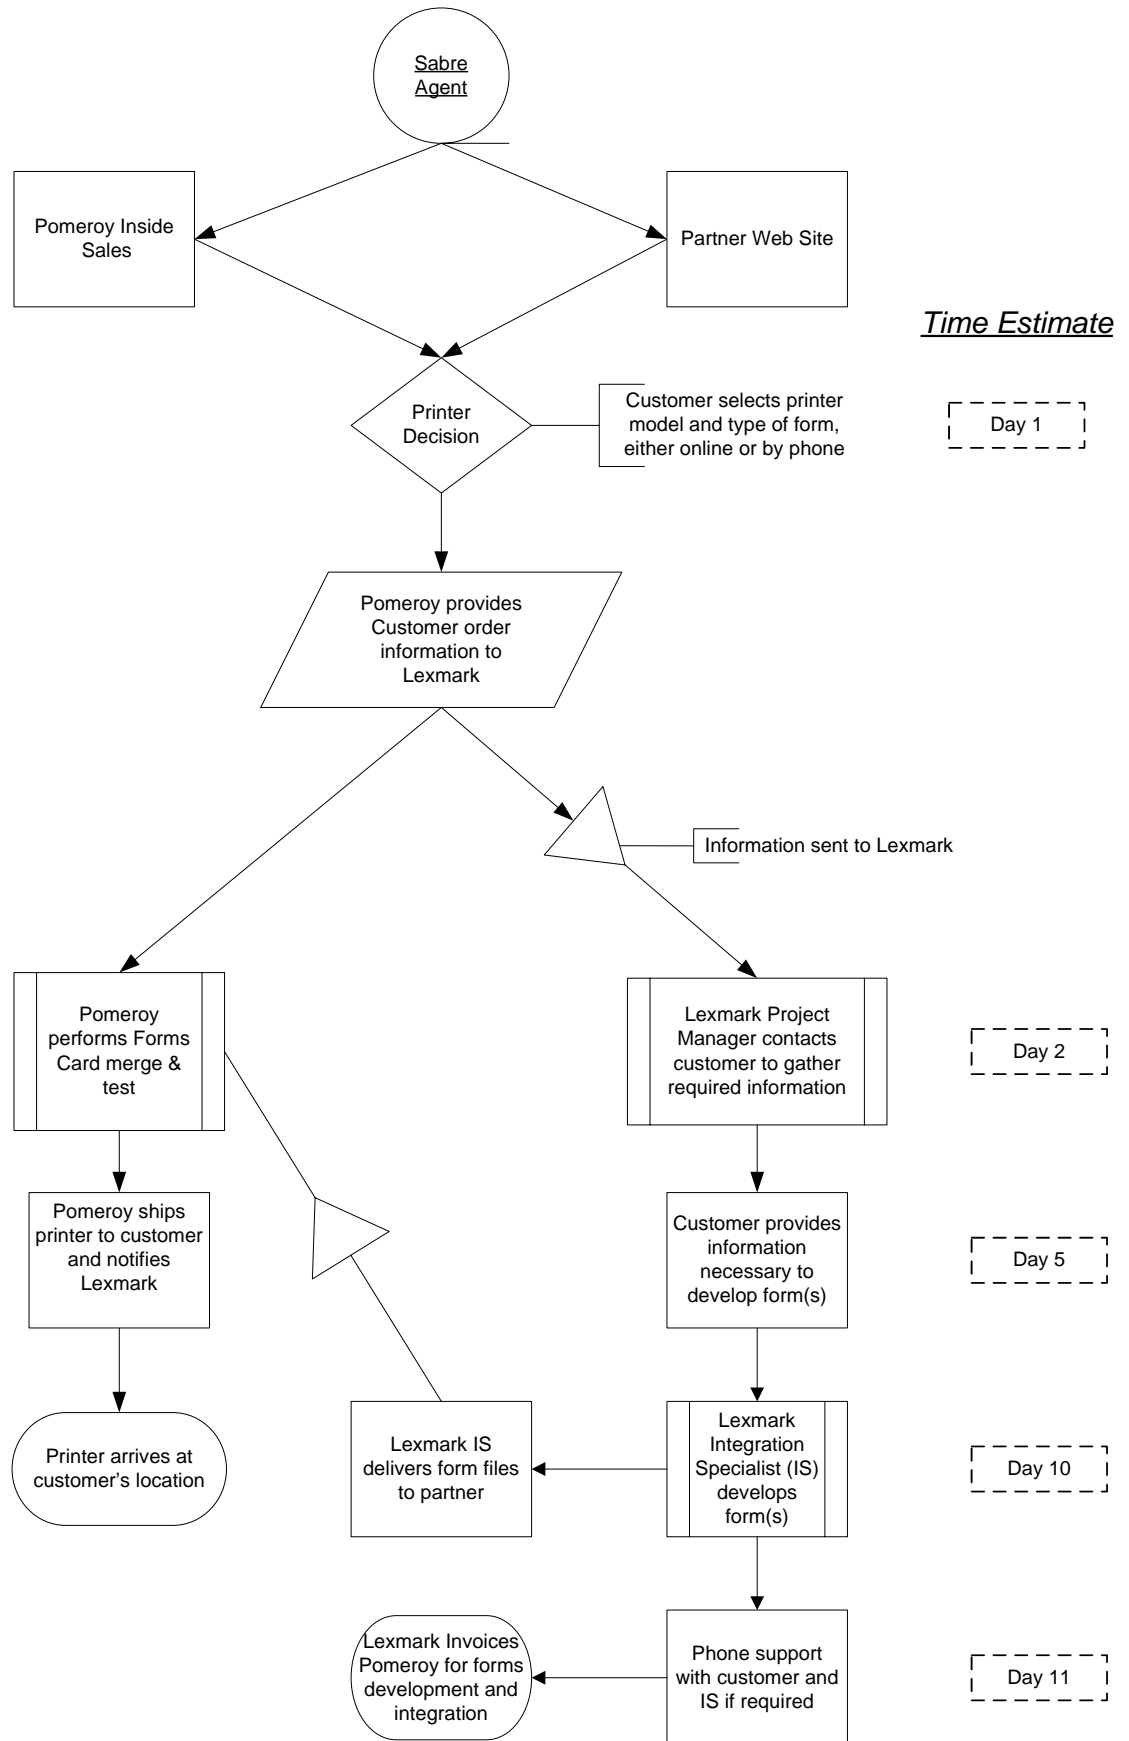 Sabre
Agent
Pomeroy Inside
Sales
Partner Web Site
Time Estimate
Printer
Decision
Customer selects printer
model and type of form,
either online or by phone
Day 1
Pomeroy provides
Customer order
information to
Lexmark
Information sent to Lexmark
Pomeroy
performs Forms
Card merge &
test
Lexmark Project
Manager contacts
customer to gather
required information
Day 2
Pomeroy ships
printer to customer
and notifies
Lexmark
Customer provides
information
necessary to
develop form(s)
Day 5
Printer arrives at
customer's location
Lexmark IS
delivers form files
to partner
Lexmark
Integration
Specialist (IS)
develops
form(s)
Day 10
Lexmark Invoices
Pomeroy for forms
development and
integration
Phone support
with customer and
IS if required
Day 11